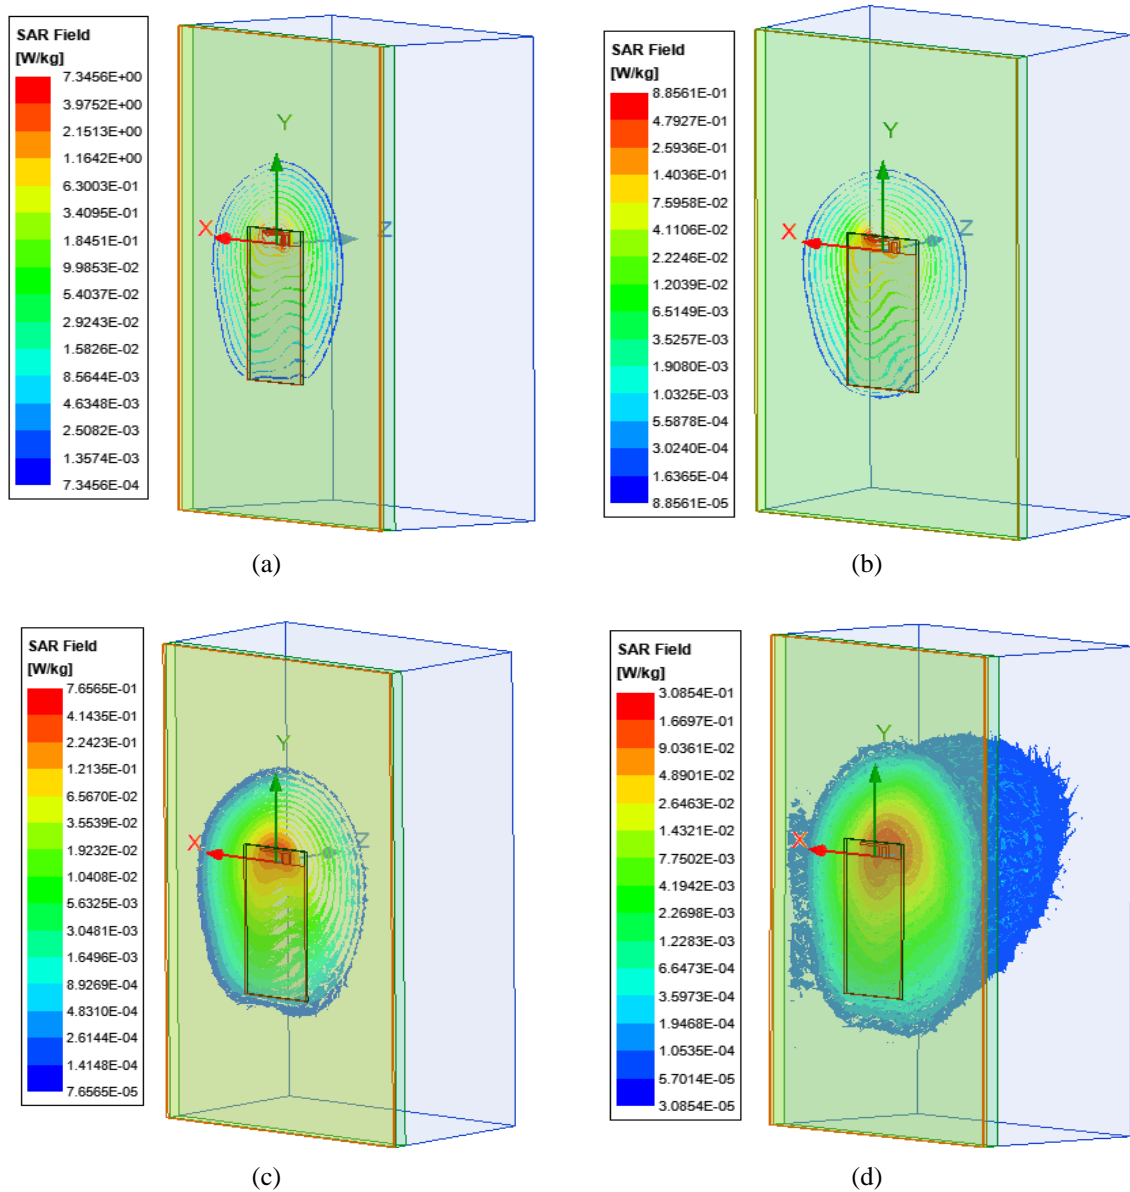 SAR Field
[W/kg]
7.3456E+00
3.9752E+00
2.1513E+00
1.1642E+00
6.3003E-01
3.4095E-01
1.8451E-01
9.9853E-02
5.4037E-02
2.9243E-02
1.5826E-02
8.5644E-03
4.6348E-03
2.5082E-03
1.3574E-03
7.3456E-04
Y
X
Z
(a)
SAR Field
[W/kg]
8.8561E-01
4.7927E-01
2.5936E-01
1.4036E-01
7.5958E-02
4.1106E-02
2.2246E-02
1.2039E-02
6.5149E-03
3.5257E-03
1.9080E-03
1.0325E-03
5.5878E-04
3.0240E-04
1.6365E-04
8.8561E-05
Y
X
Z
(b)
SAR Field
[W/kg]
7.6565E-01
4.1435E-01
2.2423E-01
1.2135E-01
6.5670E-02
3.5539E-02
1.9232E-02
1.0408E-02
5.6325E-03
3.0481E-03
1.6496E-03
8.9269E-04
4.8310E-04
2.6144E-04
1.4148E-04
7.6565E-05
Y
X
Z
(c)
SAR Field
[W/kg]
3.0854E-01
1.6697E-01
9.0361E-02
4.8901E-02
2.6463E-02
1.4321E-02
7.7502E-03
4.1942E-03
2.2698E-03
1.2283E-03
6.6473E-04
3.5973E-04
1.9468E-04
1.0535E-04
5.7014E-05
3.0854E-05
Y
X
(d)